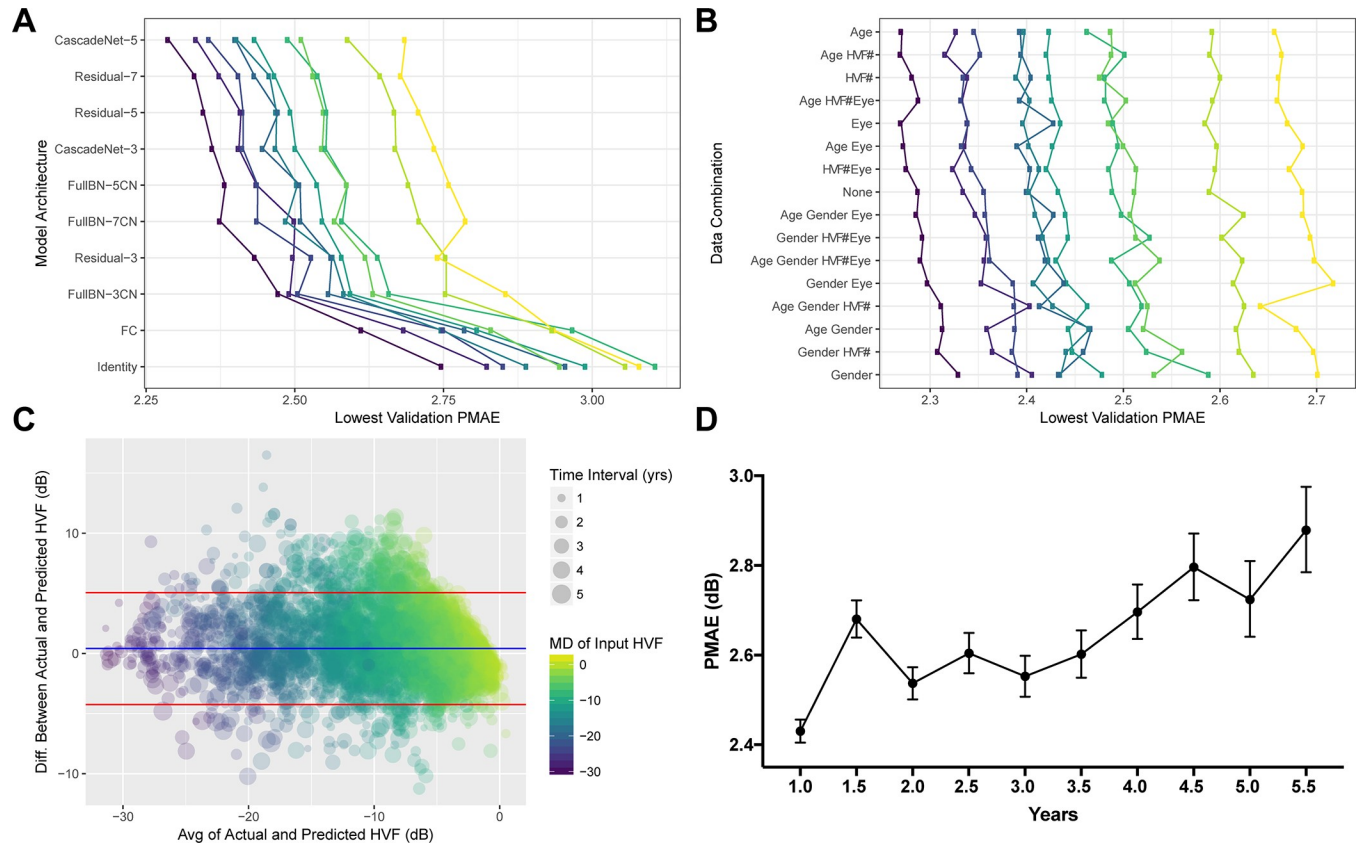 A
CascadeNet−5
Residual−7
Residual−5
CascadeNet−3
FullBN−5CN
FullBN−7CN
Residual−3
FullBN−3CN
FC
Identity
Model Architecture
2.25 2.50 2.75 3.00
Lowest Validation PMAE
B
Age
Age HVF#
HVF#
Age HVF#Eye
Eye
Age Eye
HVF#Eye
None
Age Gender Eye
Gender HVF#Eye
Age Gender HVF#Eye
Gender Eye
Age Gender HVF#
Age Gender
Gender HVF#
Gender
Data Combination
2.3 2.4 2.5 2.6 2.7
Lowest Validation PMAE
C
Diff. Between Actual and Predicted HVF (dB)
10
0
−10
−30 −20 −10 0
Avg of Actual and Predicted HVF (dB)
Time Interval (yrs)
1
2
3
4
5
MD of Input HVF
0
−10
−20
−30
D
PMAE (dB)
3.0
2.8
2.6
2.4
1.0 1.5 2.0 2.5 3.0 3.5 4.0 4.5 5.0 5.5
Years